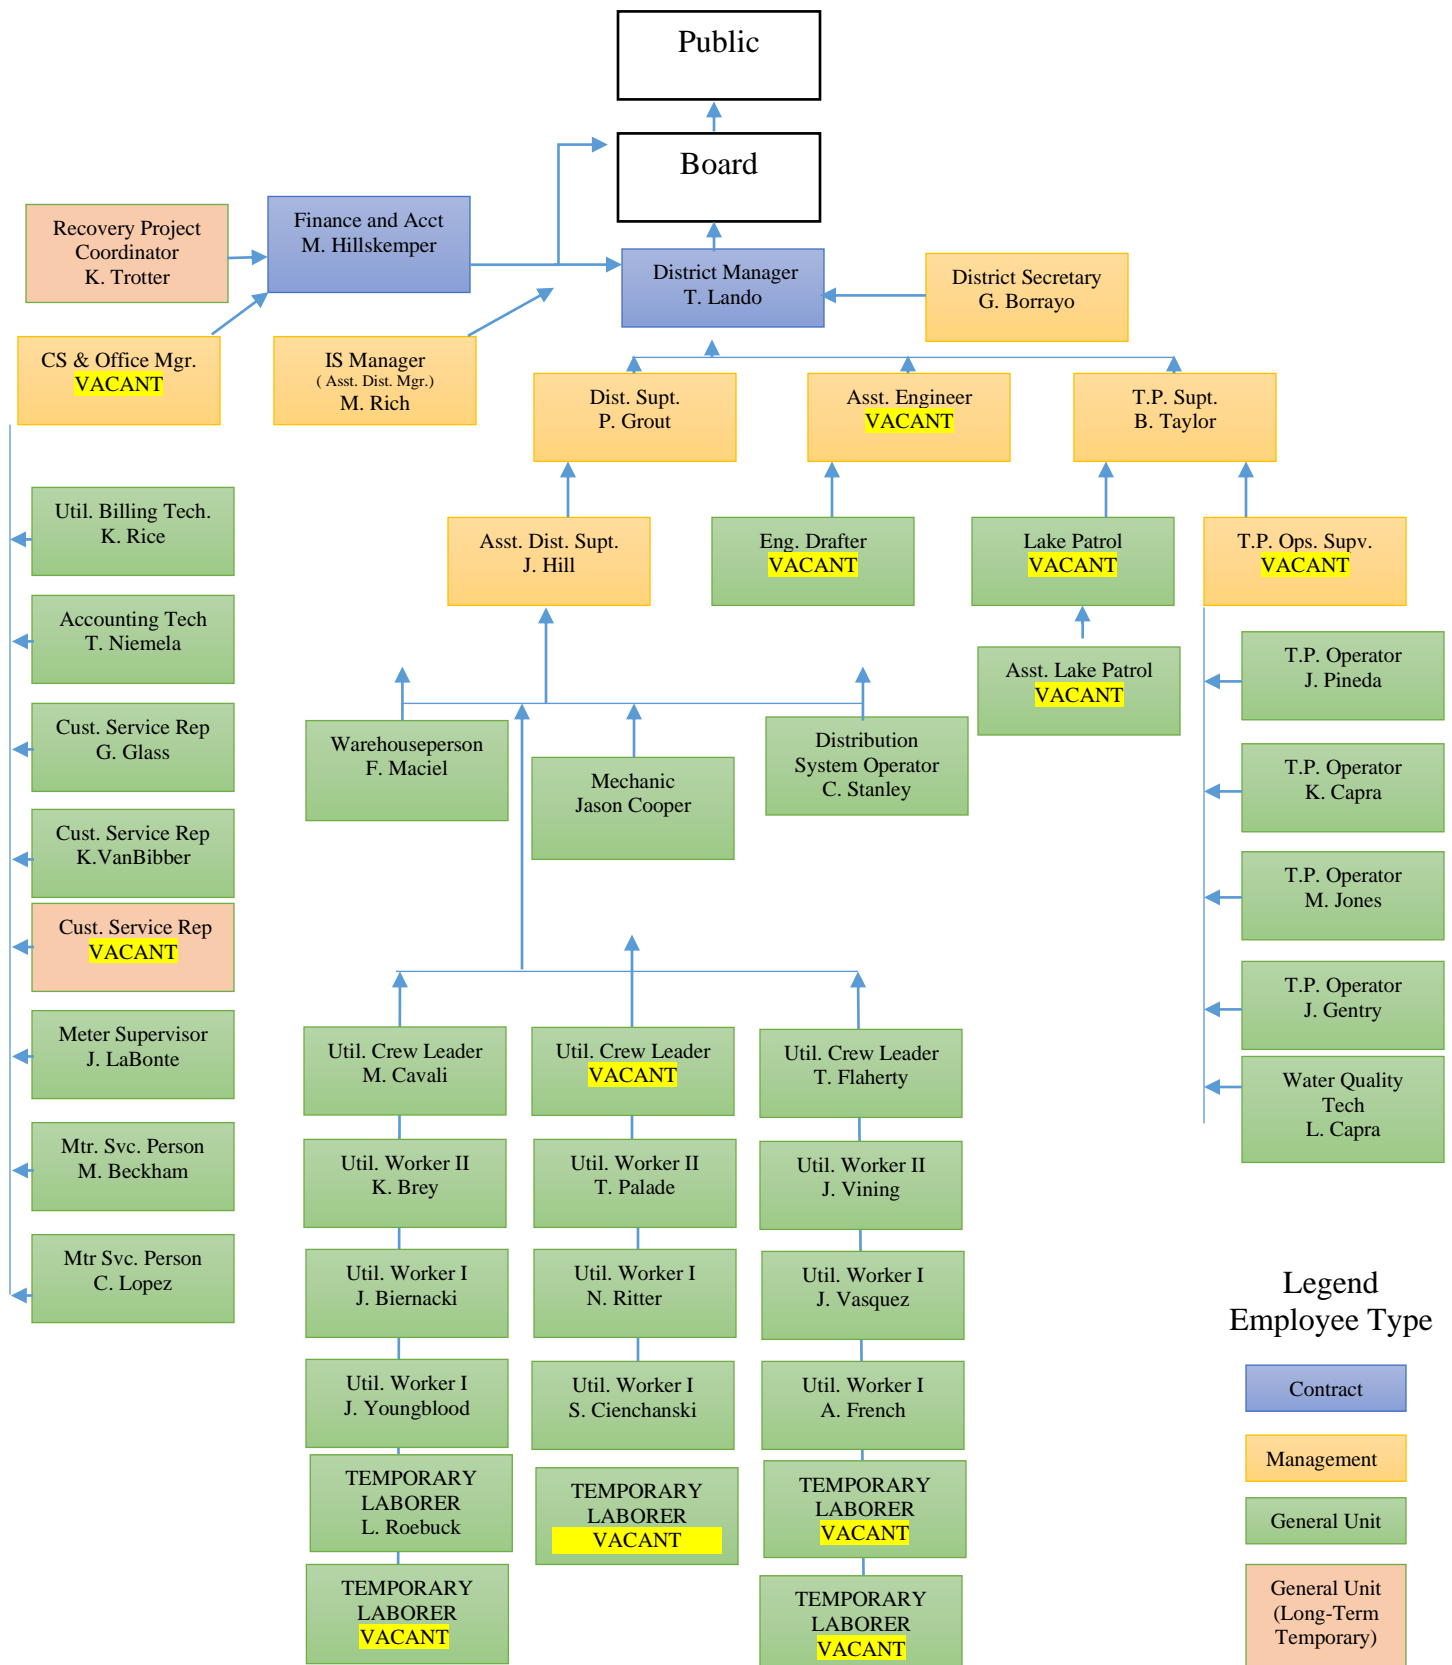 Public
Board
Recovery Project
Coordinator
K. Trotter
Finance and Acct
M. Hillskemper
District Manager
T. Lando
District Secretary
G. Borrayo
CS & Office Mgr.
VACANT
IS Manager
( Asst. Dist. Mgr.)
M. Rich
Dist. Supt.
P. Grout
Asst. Engineer
VACANT
T.P. Supt.
B. Taylor
Util. Billing Tech.
K. Rice
Asst. Dist. Supt.
J. Hill
Eng. Drafter
VACANT
Lake Patrol
VACANT
T.P. Ops. Supv.
VACANT
Accounting Tech
T. Niemela
Asst. Lake Patrol
VACANT
T.P. Operator
J. Pineda
Cust. Service Rep
G. Glass
Warehouseperson
F. Maciel
Mechanic
Jason Cooper
Distribution
System Operator
C. Stanley
T.P. Operator
K. Capra
Cust. Service Rep
K.VanBibber
T.P. Operator
M. Jones
Cust. Service Rep
VACANT
T.P. Operator
J. Gentry
Meter Supervisor
J. LaBonte
Util. Crew Leader
M. Cavali
Util. Crew Leader
VACANT
Util. Crew Leader
T. Flaherty
Water Quality
Tech
L. Capra
Mtr. Svc. Person
M. Beckham
Util. Worker II
K. Brey
Util. Worker II
T. Palade
Util. Worker II
J. Vining
Mtr Svc. Person
C. Lopez
Util. Worker I
J. Biernacki
Util. Worker I
N. Ritter
Util. Worker I
J. Vasquez
Util. Worker I
J. Youngblood
Util. Worker I
S. Cienchanski
Util. Worker I
A. French
TEMPORARY
LABORER
L. Roebuck
TEMPORARY
LABORER
VACANT
TEMPORARY
LABORER
VACANT
TEMPORARY
LABORER
VACANT
TEMPORARY
LABORER
VACANT
Legend
Employee Type
Contract
Management
General Unit
General Unit
(Long-Term
Temporary)